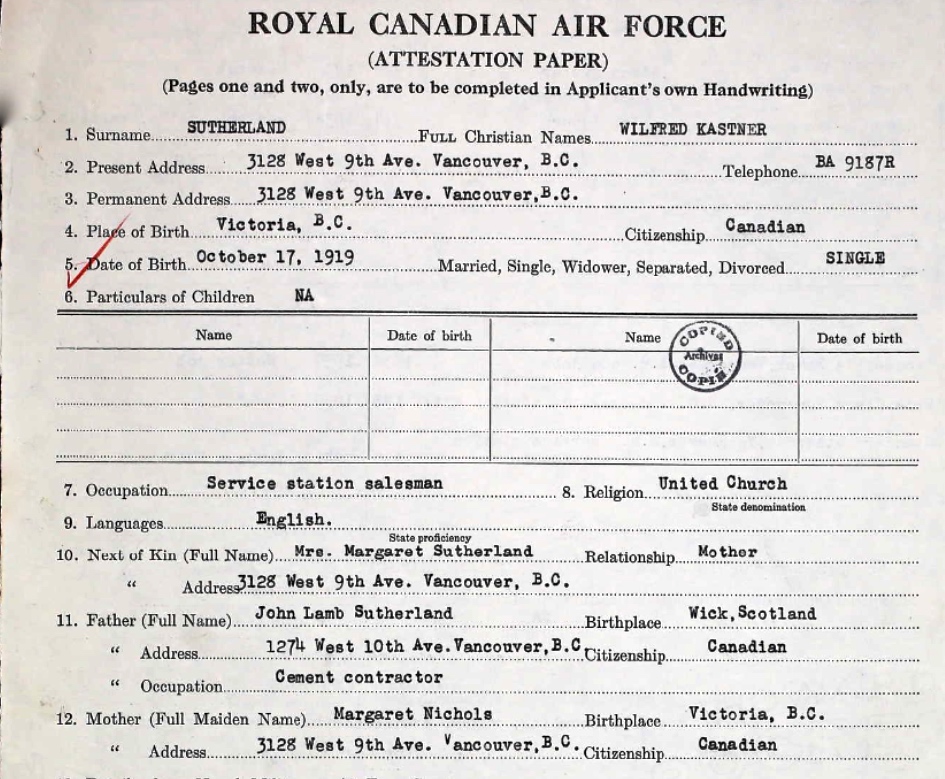 ROYAL CANADIAN AIR FORCE
(ATTESTATION PAPER)
(Pages one and two, only, are to be completed in Applicant's own Handwriting)
1. Surname SUTHERLAND FULL Christian Names WILFRED KASTNER
2. Present Address 3128 West 9th Ave. Vancouver, B.C. Telephone BA 9187R
3. Permanent Address 3128 West 9th Ave. Vancouver,B.C.
4. Place of Birth Victoria, B.C. Citizenship Canadian
5. Date of Birth October 17, 1919 Married, Single, Widower, Separated, Divorced SINGLE
6. Particulars of Children NA
Name Date of birth Name Date of birth
COPIED
Archives
COPIÉ
7. Occupation Service station salesman 8. Religion United Church
State denomination
9. Languages English.
State proficiency
10. Next of Kin (Full Name) Mrs. Margaret Sutherland Relationship Mother
" Address 3128 West 9th Ave. Vancouver, B.C.
11. Father (Full Name) John Lamb Sutherland Birthplace Wick,Scotland
" Address 1274 West 10th Ave.Vancouver,B.C. Citizenship Canadian
" Occupation Cement contractor
12. Mother (Full Maiden Name) Margaret Nichols Birthplace Victoria, B.C.
" Address 3128 West 9th Ave. Vancouver,B.C. Citizenship Canadian